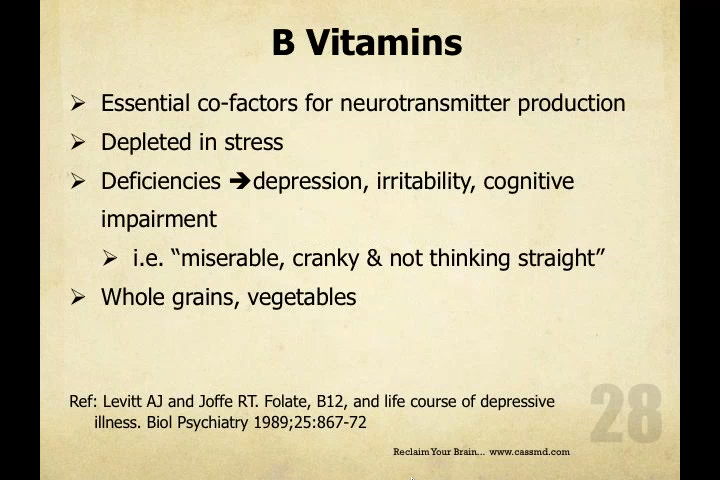 B Vitamins
➢ Essential co-factors for neurotransmitter production
➢ Depleted in stress
➢ Deficiencies ➔depression, irritability, cognitive
impairment
➢ i.e. “miserable, cranky & not thinking straight”
➢ Whole grains, vegetables
Ref: Levitt AJ and Joffe RT. Folate, B12, and life course of depressive
illness. Biol Psychiatry 1989;25:867-72
28
Reclaim Your Brain... www.cassmd.com